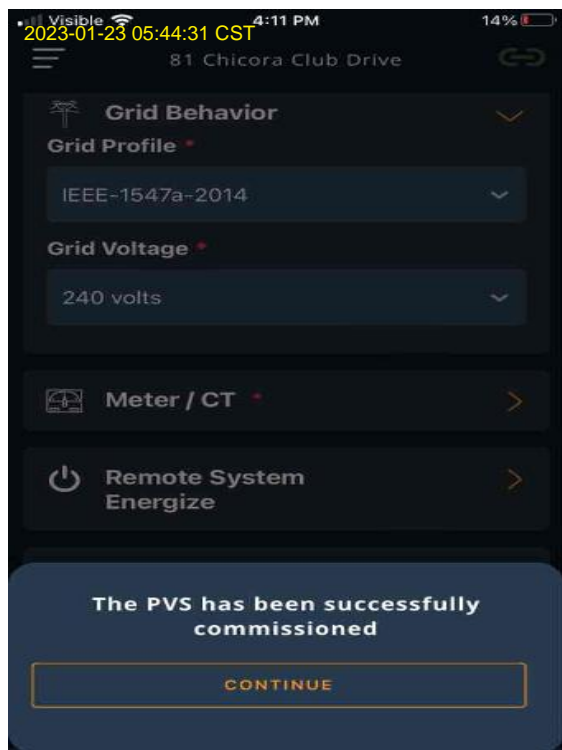 Visible 4:11 PM 14%
2023-01-23 05:44:31 CST
81 Chicora Club Drive
Grid Behavior
Grid Profile *
IEEE-1547a-2014
Grid Voltage *
240 volts
Meter / CT *
Remote System
Energize
The PVS has been successfully
commissioned
CONTINUE